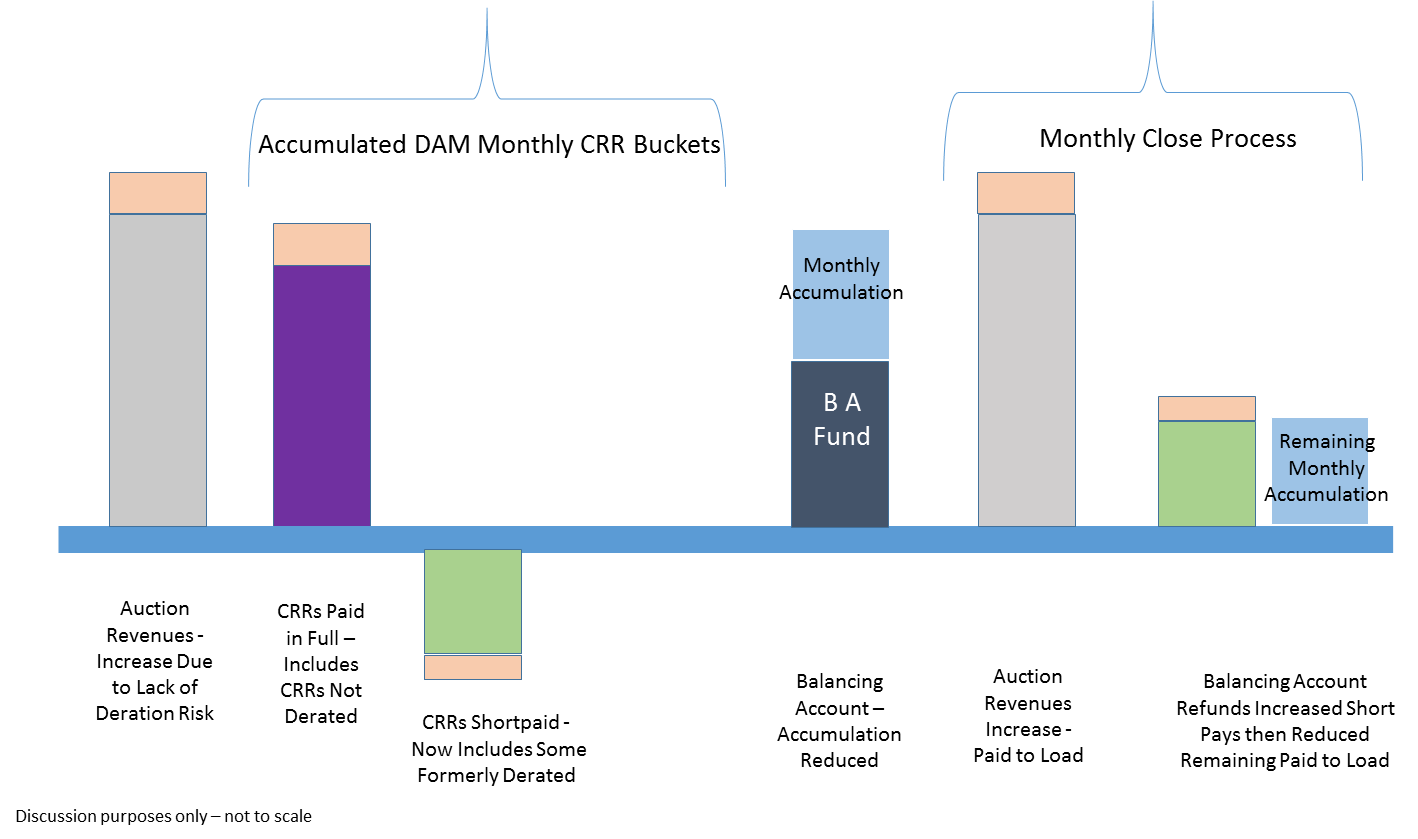 Accumulated DAM Monthly CRR Buckets
Monthly Close Process
Monthly
Accumulation
B A
Fund
Remaining
Monthly
Accumulation
Auction
Revenues -
Increase Due
to Lack of
Deration Risk
CRRs Paid
in Full –
Includes
CRRs Not
Derated
CRRs Shortpaid -
Now Includes Some
Formerly Derated
Balancing
Account –
Accumulation
Reduced
Auction
Revenues
Increase -
Paid to Load
Balancing Account
Refunds Increased Short
Pays then Reduced
Remaining Paid to Load
Discussion purposes only – not to scale